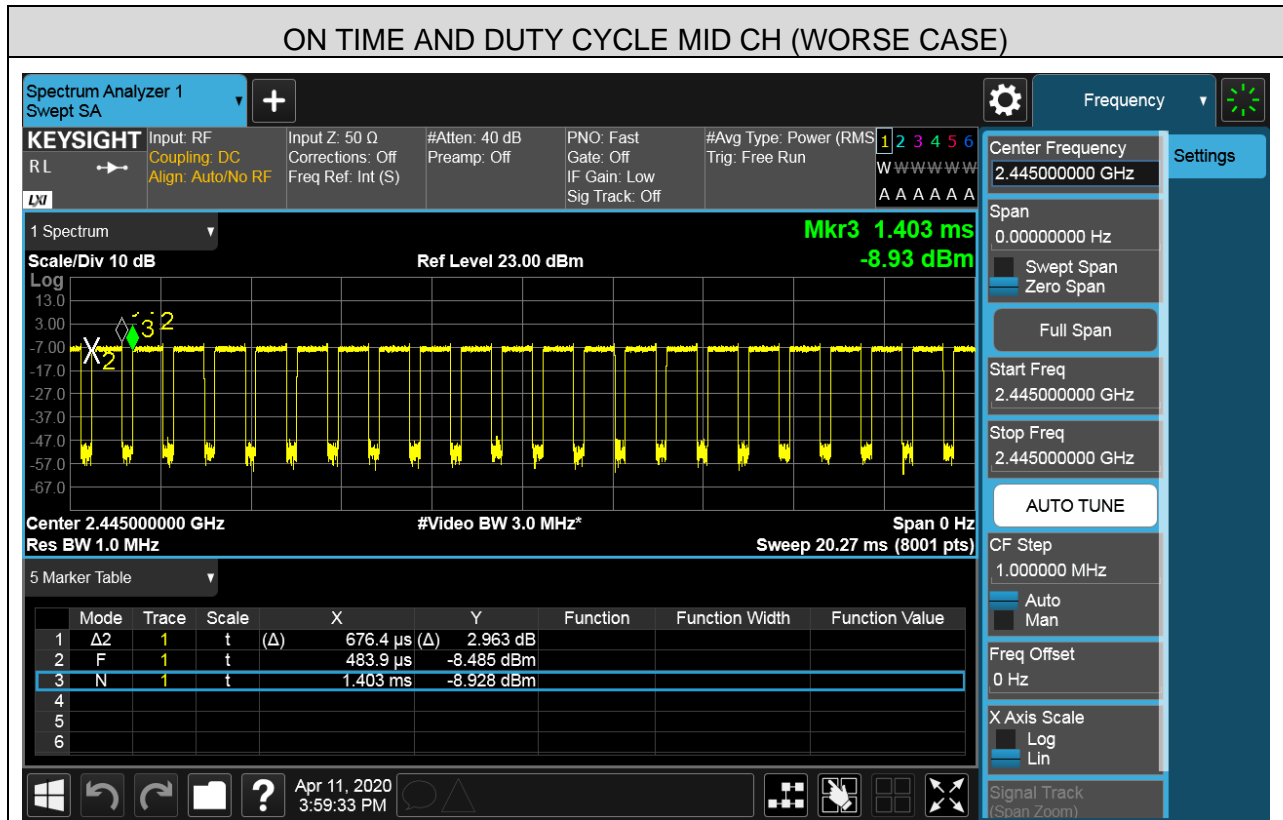 ON TIME AND DUTY CYCLE MID CH (WORSE CASE)
Spectrum Analyzer 1
Swept SA
Frequency
KEYSIGHT
RL
LXI
Input: RF
Coupling: DC
Align: Auto/No RF
Input Z: 50 Ω
Corrections: Off
Freq Ref: Int (S)
#Atten: 40 dB
Preamp: Off
PNO: Fast
Gate: Off
IF Gain: Low
Sig Track: Off
#Avg Type: Power (RMS
Trig: Free Run
1 2 3 4 5 6
W W W W W W
A A A A A A
1 Spectrum
Mkr3 1.403 ms
-8.93 dBm
Scale/Div 10 dB
Ref Level 23.00 dBm
Log
13.0
3.00
-7.00
-17.0
-27.0
-37.0
-47.0
-57.0
-67.0
3 2
X2
Center 2.445000000 GHz
#Video BW 3.0 MHz*
Span 0 Hz
Res BW 1.0 MHz
Sweep 20.27 ms (8001 pts)
5 Marker Table
Mode Trace Scale X Y Function Function Width Function Value
1 Δ2 1 t (Δ) 676.4 µs (Δ) 2.963 dB
2 F 1 t 483.9 µs -8.485 dBm
3 N 1 t 1.403 ms -8.928 dBm
4
5
6
?
Apr 11, 2020
3:59:33 PM
Center Frequency
2.445000000 GHz
Settings
Span
0.00000000 Hz
Swept Span
Zero Span
Full Span
Start Freq
2.445000000 GHz
Stop Freq
2.445000000 GHz
AUTO TUNE
CF Step
1.000000 MHz
Auto
Man
Freq Offset
0 Hz
X Axis Scale
Log
Lin
Signal Track
(Span Zoom)